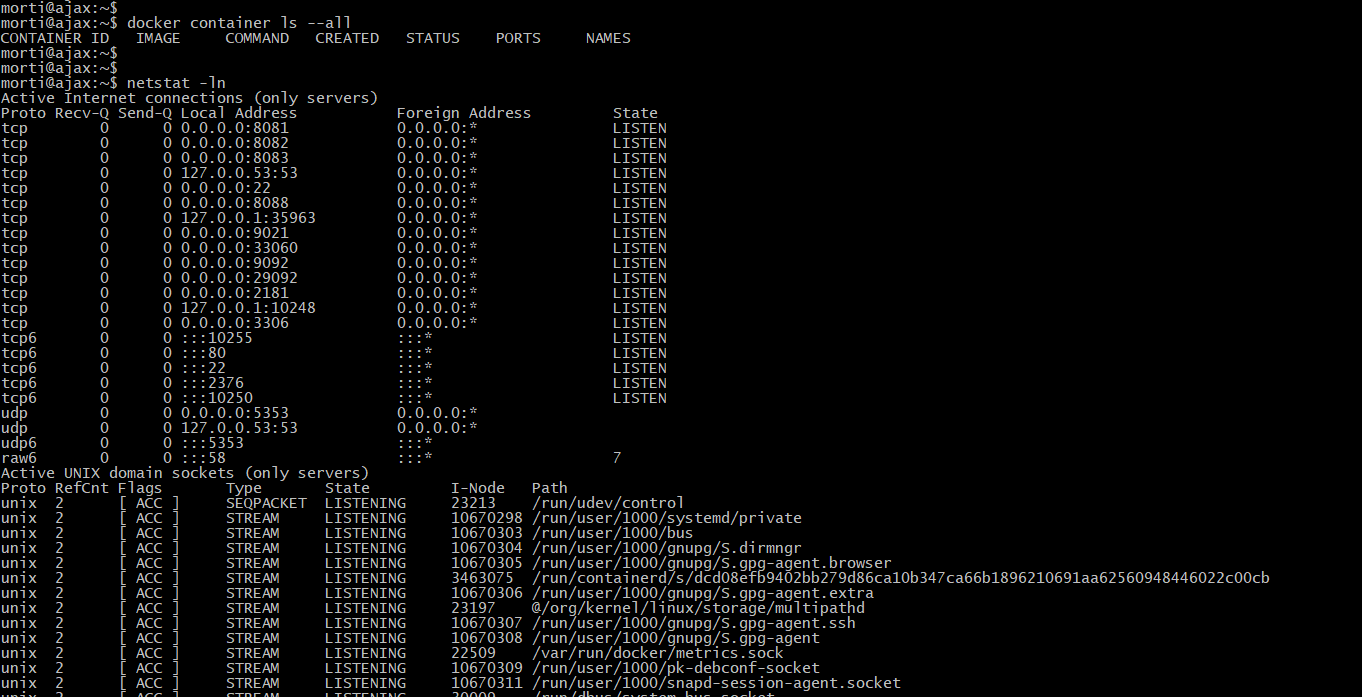 morti@ajax:~$
morti@ajax:~$ docker container ls --all
CONTAINER ID   IMAGE     COMMAND   CREATED   STATUS    PORTS     NAMES
morti@ajax:~$
morti@ajax:~$
morti@ajax:~$ netstat -ln
Active Internet connections (only servers)
Proto Recv-Q Send-Q Local Address           Foreign Address         State
tcp        0      0 0.0.0.0:8081            0.0.0.0:*               LISTEN
tcp        0      0 0.0.0.0:8082            0.0.0.0:*               LISTEN
tcp        0      0 0.0.0.0:8083            0.0.0.0:*               LISTEN
tcp        0      0 127.0.0.53:53           0.0.0.0:*               LISTEN
tcp        0      0 0.0.0.0:22              0.0.0.0:*               LISTEN
tcp        0      0 0.0.0.0:8088            0.0.0.0:*               LISTEN
tcp        0      0 127.0.0.1:35963         0.0.0.0:*               LISTEN
tcp        0      0 0.0.0.0:9021            0.0.0.0:*               LISTEN
tcp        0      0 0.0.0.0:33060           0.0.0.0:*               LISTEN
tcp        0      0 0.0.0.0:9092            0.0.0.0:*               LISTEN
tcp        0      0 0.0.0.0:29092           0.0.0.0:*               LISTEN
tcp        0      0 0.0.0.0:2181            0.0.0.0:*               LISTEN
tcp        0      0 127.0.0.1:10248         0.0.0.0:*               LISTEN
tcp        0      0 0.0.0.0:3306            0.0.0.0:*               LISTEN
tcp6       0      0 :::10255                :::*                    LISTEN
tcp6       0      0 :::80                   :::*                    LISTEN
tcp6       0      0 :::22                   :::*                    LISTEN
tcp6       0      0 :::2376                 :::*                    LISTEN
tcp6       0      0 :::10250                :::*                    LISTEN
udp        0      0 0.0.0.0:5353            0.0.0.0:*
udp        0      0 127.0.0.53:53           0.0.0.0:*
udp6       0      0 :::5353                 :::*
raw6       0      0 :::58                   :::*                    7
Active UNIX domain sockets (only servers)
Proto RefCnt Flags       Type       State         I-Node   Path
unix  2      [ ACC ]     SEQPACKET  LISTENING     23213    /run/udev/control
unix  2      [ ACC ]     STREAM     LISTENING     10670298 /run/user/1000/systemd/private
unix  2      [ ACC ]     STREAM     LISTENING     10670303 /run/user/1000/bus
unix  2      [ ACC ]     STREAM     LISTENING     10670304 /run/user/1000/gnupg/S.dirmngr
unix  2      [ ACC ]     STREAM     LISTENING     10670305 /run/user/1000/gnupg/S.gpg-agent.browser
unix  2      [ ACC ]     STREAM     LISTENING     3463075  /run/containerd/s/dcd08efb9402bb279d86ca10b347ca66b1896210691aa62560948446022c00cb
unix  2      [ ACC ]     STREAM     LISTENING     10670306 /run/user/1000/gnupg/S.gpg-agent.extra
unix  2      [ ACC ]     STREAM     LISTENING     23197    @/org/kernel/linux/storage/multipathd
unix  2      [ ACC ]     STREAM     LISTENING     10670307 /run/user/1000/gnupg/S.gpg-agent.ssh
unix  2      [ ACC ]     STREAM     LISTENING     10670308 /run/user/1000/gnupg/S.gpg-agent
unix  2      [ ACC ]     STREAM     LISTENING     22509    /var/run/docker/metrics.sock
unix  2      [ ACC ]     STREAM     LISTENING     10670309 /run/user/1000/pk-debconf-socket
unix  2      [ ACC ]     STREAM     LISTENING     10670311 /run/user/1000/snapd-session-agent.socket
unix  2      [ ACC ]     STREAM     LISTENING